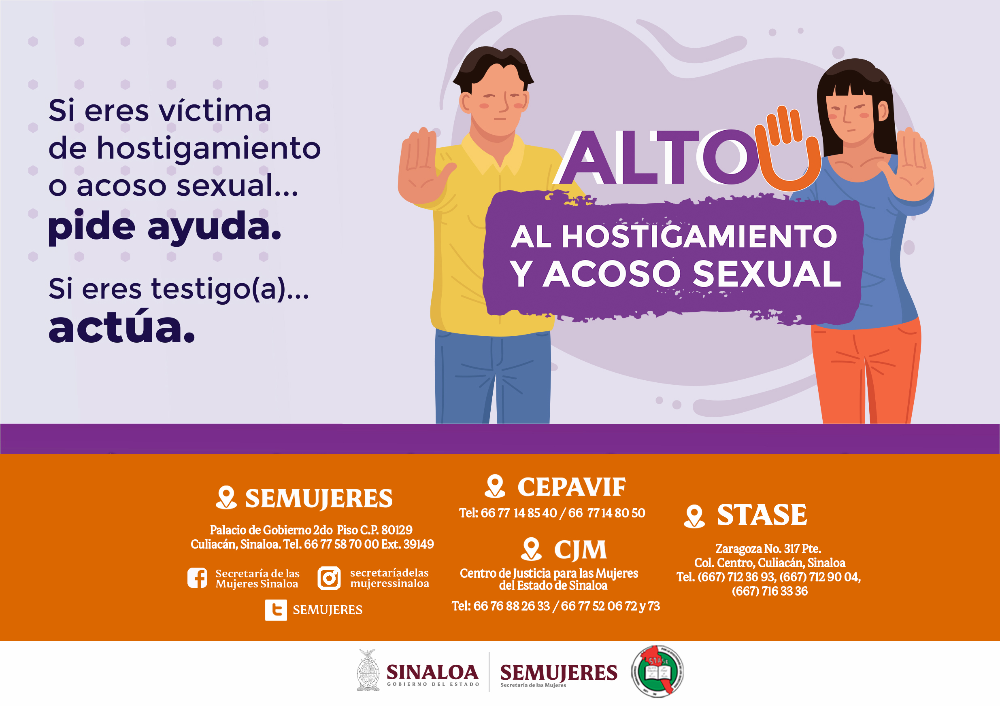 Si eres víctima
de hostigamiento
o acoso sexual...
pide ayuda.
Si eres testigo(a)...
actúa.
ALTO
AL HOSTIGAMIENTO
Y ACOSO SEXUAL
SEMUJERES
Palacio de Gobierno 2do Piso C.P. 80129
Culiacán, Sinaloa. Tel. 66 77 58 70 00 Ext. 39149
Secretaría de las
Mujeres Sinaloa
secretaríadelas
mujeressinaloa
SEMUJERES
CEPAVIF
Tel: 66 77 14 85 40 / 66 77 14 80 50
CJM
Centro de Justicia para las Mujeres
del Estado de Sinaloa
Tel: 66 76 88 26 33 / 66 77 52 06 72 y 73
STASE
Zaragoza No. 317 Pte.
Col. Centro, Culiacán, Sinaloa
Tel. (667) 712 36 93, (667) 712 90 04,
(667) 716 33 36
SINALOA
GOBIERNO DEL ESTADO
SEMUJERES
Secretaría de las Mujeres
STASE